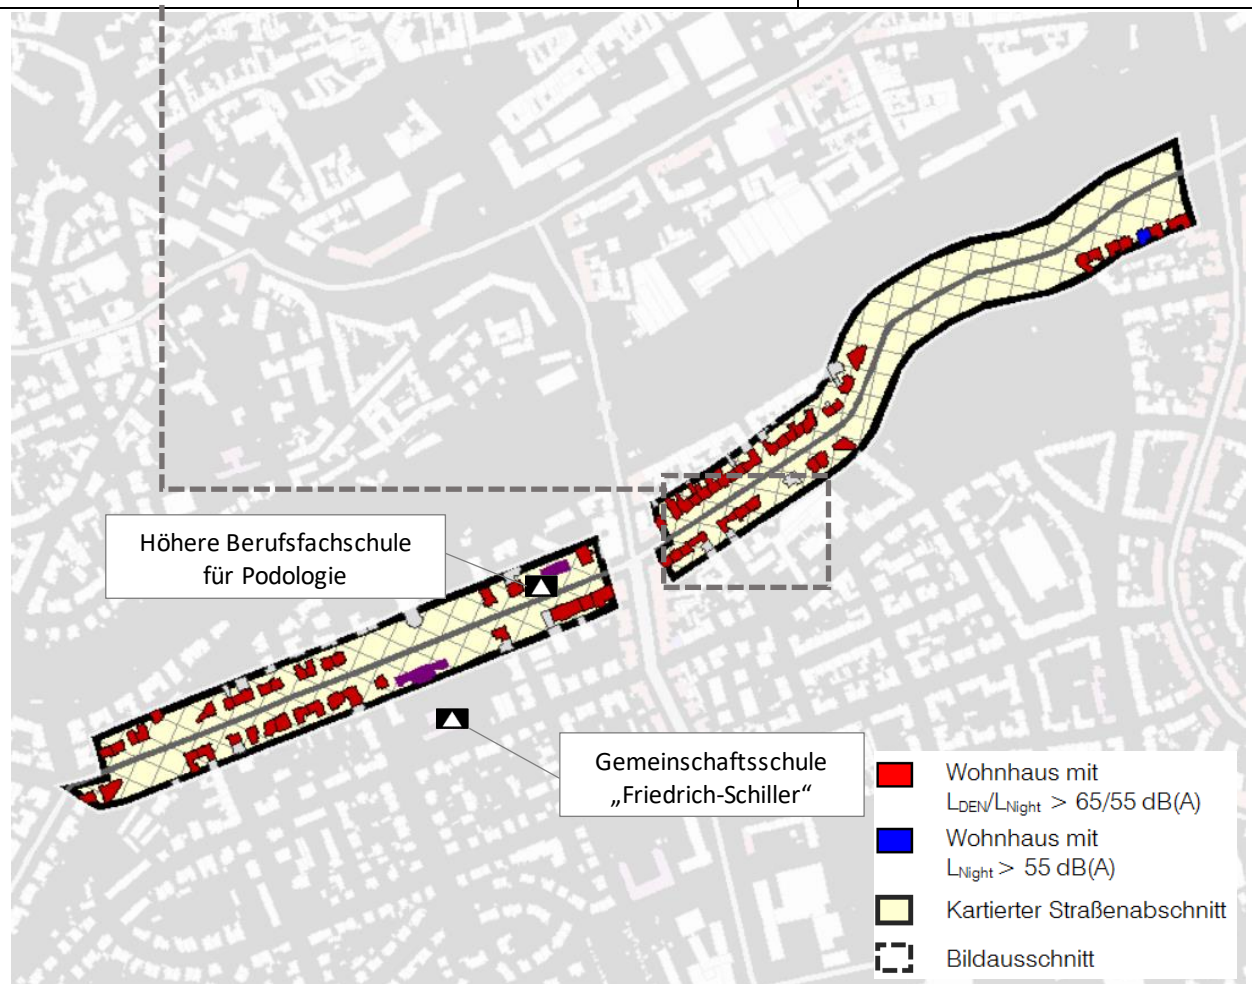 Höhere Berufsfachschule
für Podologie
Gemeinschaftsschule
„Friedrich-Schiller“
Wohnhaus mit
LDEN/LNight > 65/55 dB(A)
Wohnhaus mit
LNight > 55 dB(A)
Kartierter Straßenabschnitt
Bildausschnitt